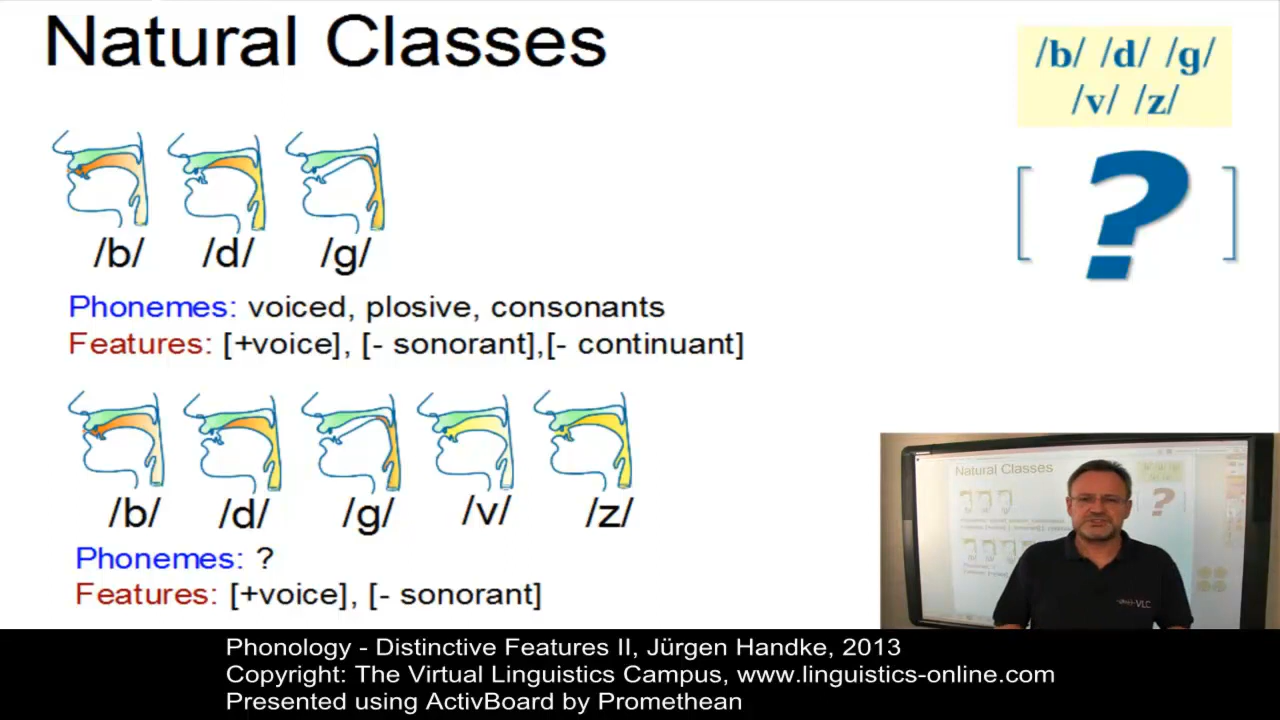 Natural Classes
/b/ /d/ /g/
/v/ /z/
[ ? ]
/b/ /d/ /g/
Phonemes: voiced, plosive, consonants
Features: [+voice], [- sonorant],[- continuant]
/b/ /d/ /g/ /v/ /z/
Phonemes: ?
Features: [+voice], [- sonorant]
Natural Classes
Phonology - Distinctive Features II, Jürgen Handke, 2013
Copyright: The Virtual Linguistics Campus, www.linguistics-online.com
Presented using ActivBoard by Promethean